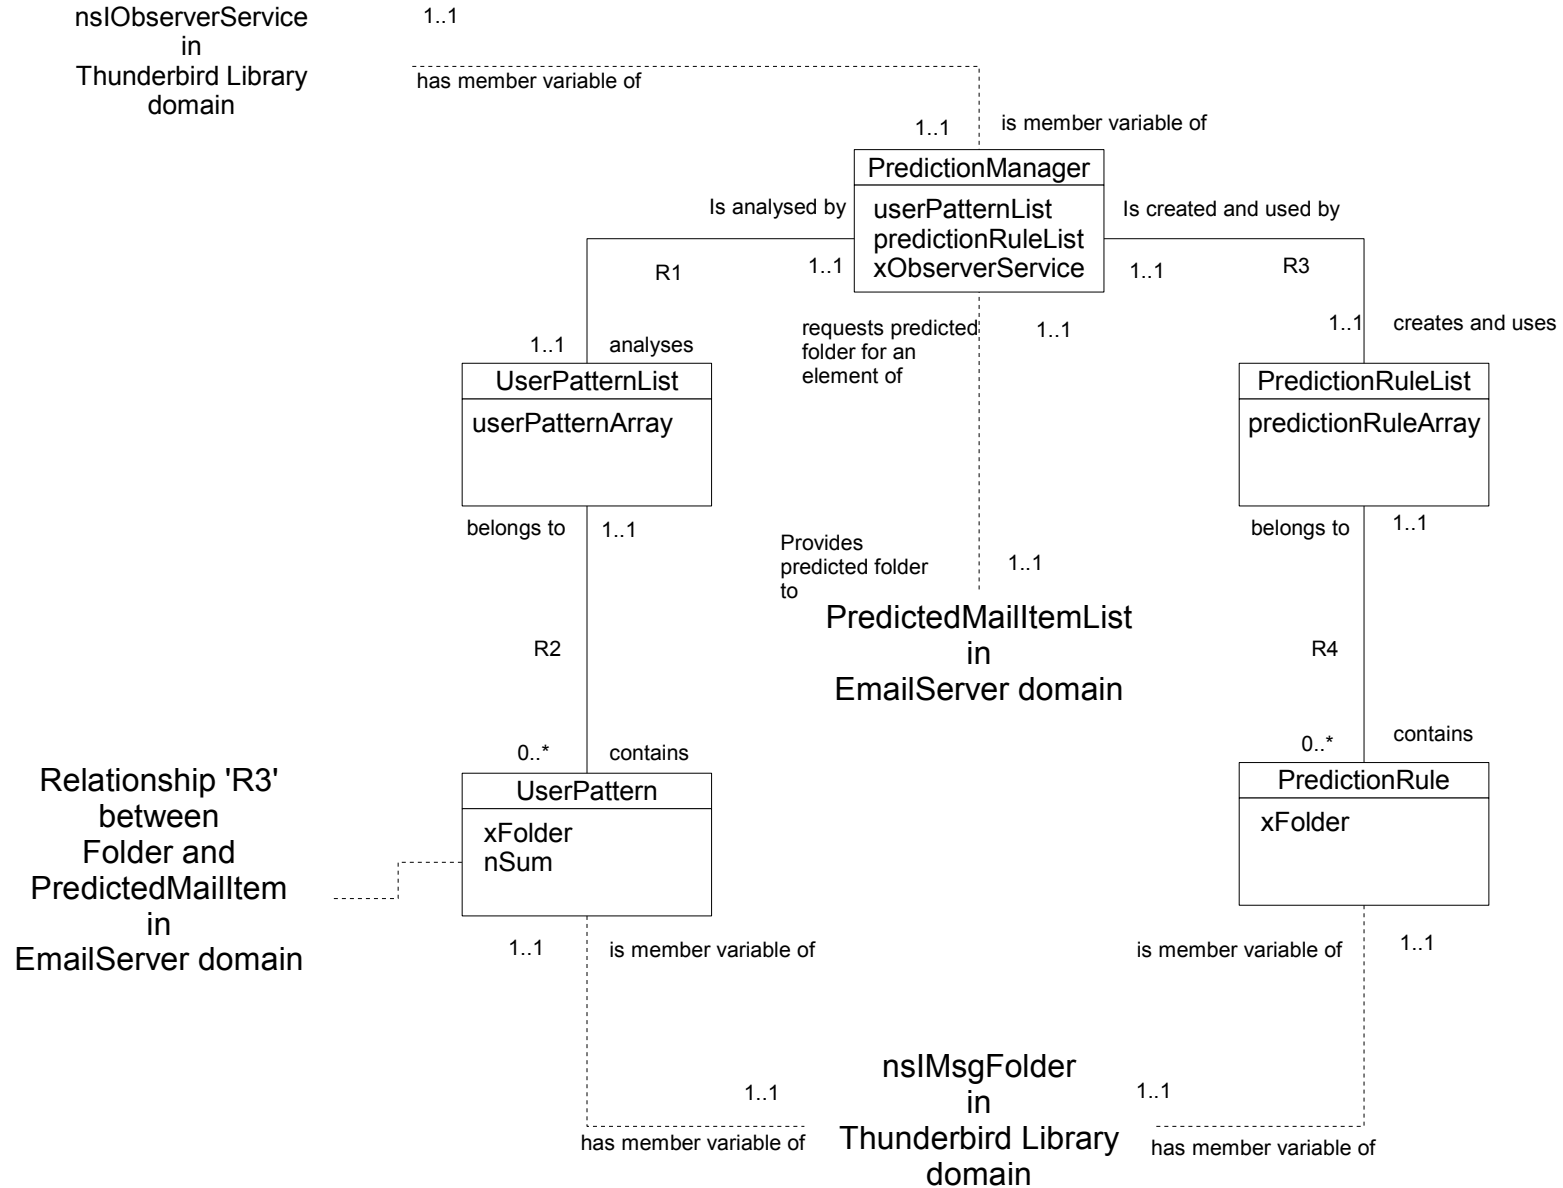 nsIObserverService
in
Thunderbird Library
domain
1..1
has member variable of
1..1
is member variable of
PredictionManager
userPatternList
predictionRuleList
xObserverService
Is analysed by
Is created and used by
R1
1..1
1..1
R3
requests predicted
folder for an
element of
1..1
1..1
analyses
1..1
creates and uses
UserPatternList
userPatternArray
PredictionRuleList
predictionRuleArray
belongs to
1..1
Provides
predicted folder
to
1..1
belongs to
1..1
PredictedMailItemList
in
EmailServer domain
R2
R4
0..*
contains
0..*
contains
Relationship 'R3'
between
Folder and
PredictedMailItem
in
EmailServer domain
UserPattern
xFolder
nSum
PredictionRule
xFolder
1..1
is member variable of
is member variable of
1..1
1..1
has member variable of
nsIMsgFolder
in
Thunderbird Library
domain
1..1
has member variable of